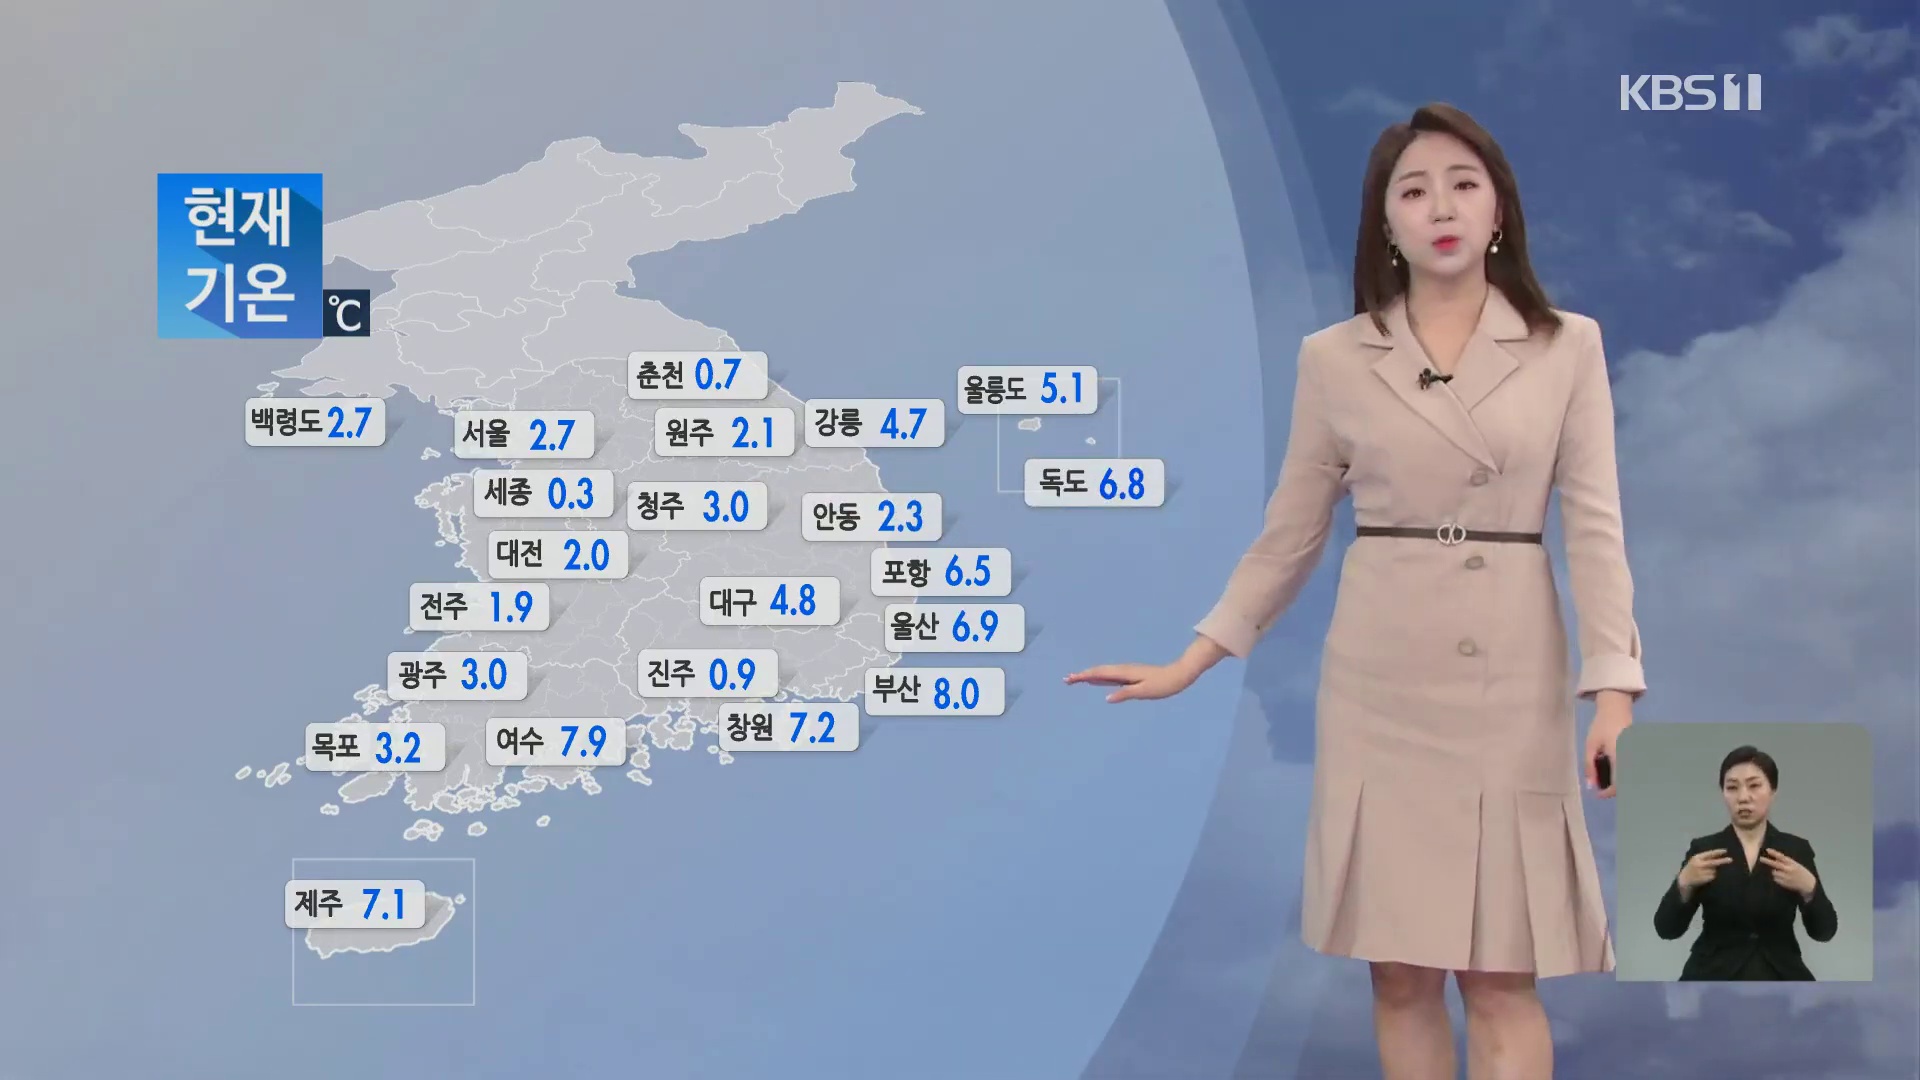 KBS 1
현재
기온
℃
춘천 0.7
울릉도 5.1
백령도 2.7
서울 2.7
원주 2.1
강릉 4.7
독도 6.8
세종 0.3
청주 3.0
안동 2.3
대전 2.0
포항 6.5
전주 1.9
대구 4.8
울산 6.9
광주 3.0
진주 0.9
부산 8.0
목포 3.2
여수 7.9
창원 7.2
제주 7.1